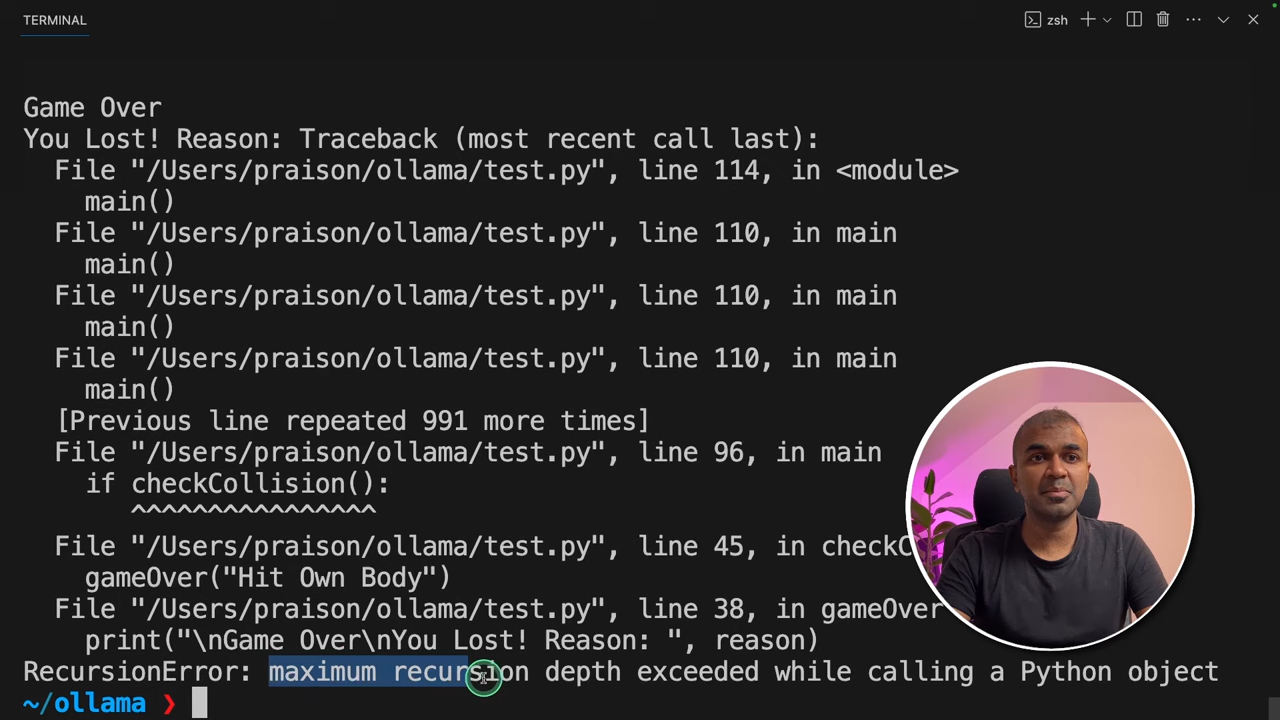 TERMINAL
zsh
Game Over
You Lost! Reason: Traceback (most recent call last):
File "/Users/praison/ollama/test.py", line 114, in <module>
main()
File "/Users/praison/ollama/test.py", line 110, in main
main()
File "/Users/praison/ollama/test.py", line 110, in main
main()
File "/Users/praison/ollama/test.py", line 110, in main
main()
[Previous line repeated 991 more times]
File "/Users/praison/ollama/test.py", line 96, in main
if checkCollision():
^^^^^^^^^^^^^^^^
File "/Users/praison/ollama/test.py", line 45, in
gameOver("Hit Own Body")
File "/Users/praison/ollama/test.py", line 38, in gameOver
print("\nGame Over\nYou Lost! Reason: ", reason)
RecursionError: maximum recursion depth exceeded while calling a Python object
~/ollama ❯